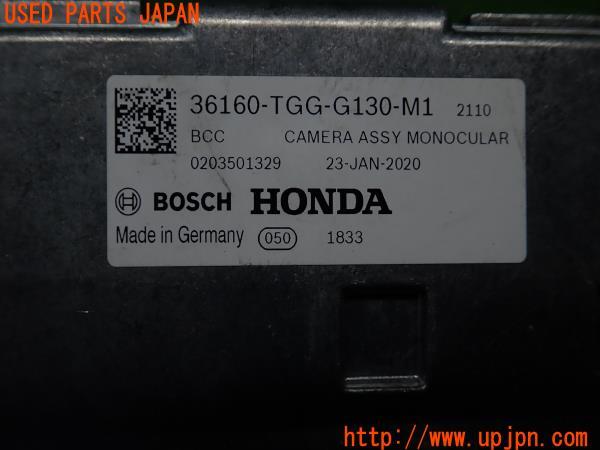 USED PARTS JAPAN
36160-TGG-G130-M1 2110
BCC CAMERA ASSY MONOCULAR
0203501329 23-JAN-2020
BOSCH HONDA
Made in Germany 050 1833
UPJ
http://www.upjpn.com/